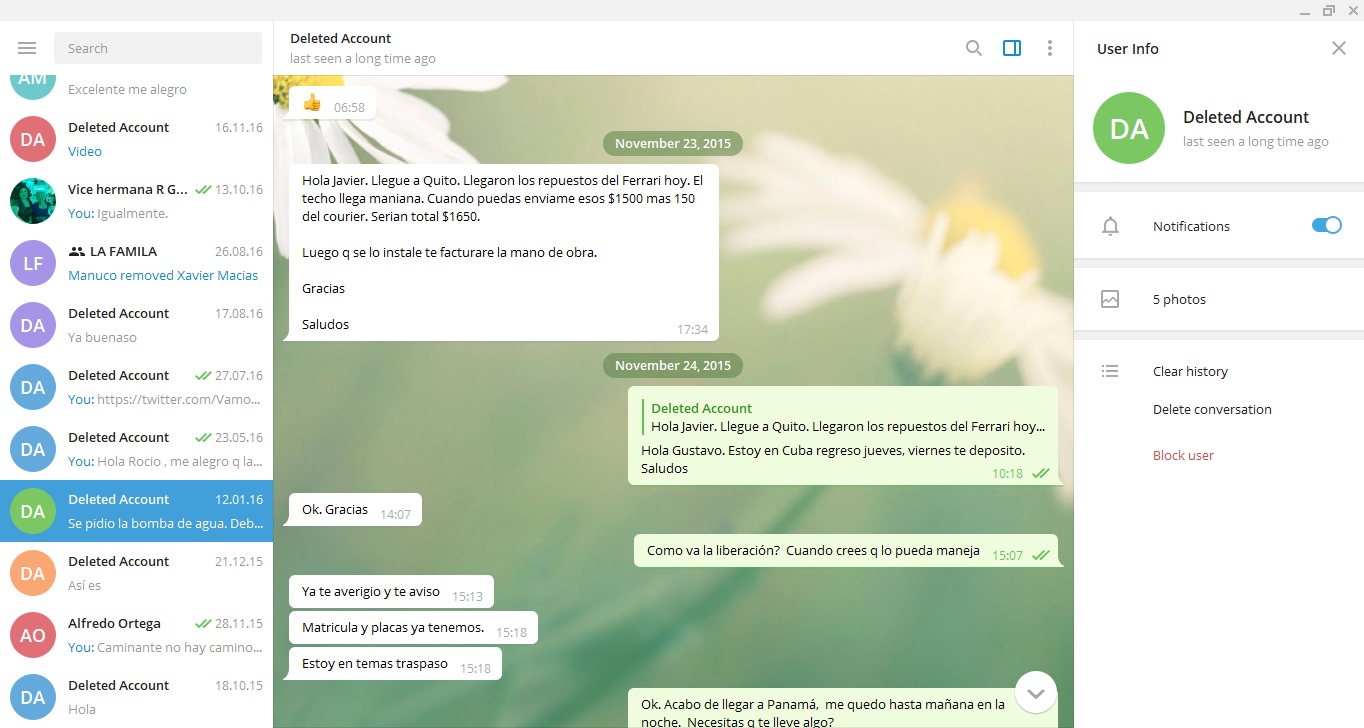 Search
AM
Excelente me alegro
DA
Deleted Account
16.11.16
Video
Vice hermana R G...
13.10.16
You: Igualmente.
LF
LA FAMILA
26.08.16
Manuco removed Xavier Macias
DA
Deleted Account
17.08.16
Ya buenaso
DA
Deleted Account
27.07.16
You: https://twitter.com/Vamo...
DA
Deleted Account
23.05.16
You: Hola Rocio , me alegro q la...
DA
Deleted Account
12.01.16
Se pidio la bomba de agua. Deb...
DA
Deleted Account
21.12.15
Así es
AO
Alfredo Ortega
28.11.15
You: Caminante no hay camino...
DA
Deleted Account
18.10.15
Hola
Deleted Account
last seen a long time ago
06:58
November 23, 2015
Hola Javier. Llegue a Quito. Llegaron los repuestos del Ferrari hoy. El
techo llega maniana. Cuando puedas enviame esos $1500 mas 150
del courier. Serian total $1650.
Luego q se lo instale te facturare la mano de obra.
Gracias
Saludos
17:34
November 24, 2015
Deleted Account
Hola Javier. Llegue a Quito. Llegaron los repuestos del Ferrari hoy...
Hola Gustavo. Estoy en Cuba regreso jueves, viernes te deposito.
Saludos
10:18
Ok. Gracias
14:07
Como va la liberación?  Cuando crees q lo pueda maneja
15:07
Ya te averigio y te aviso
15:13
Matricula y placas ya tenemos.
15:18
Estoy en temas traspaso
15:18
Ok. Acabo de llegar a Panamá,  me quedo hasta mañana en la
noche.  Necesitas q te lleve algo?
User Info
DA
Deleted Account
last seen a long time ago
Notifications
5 photos
Clear history
Delete conversation
Block user